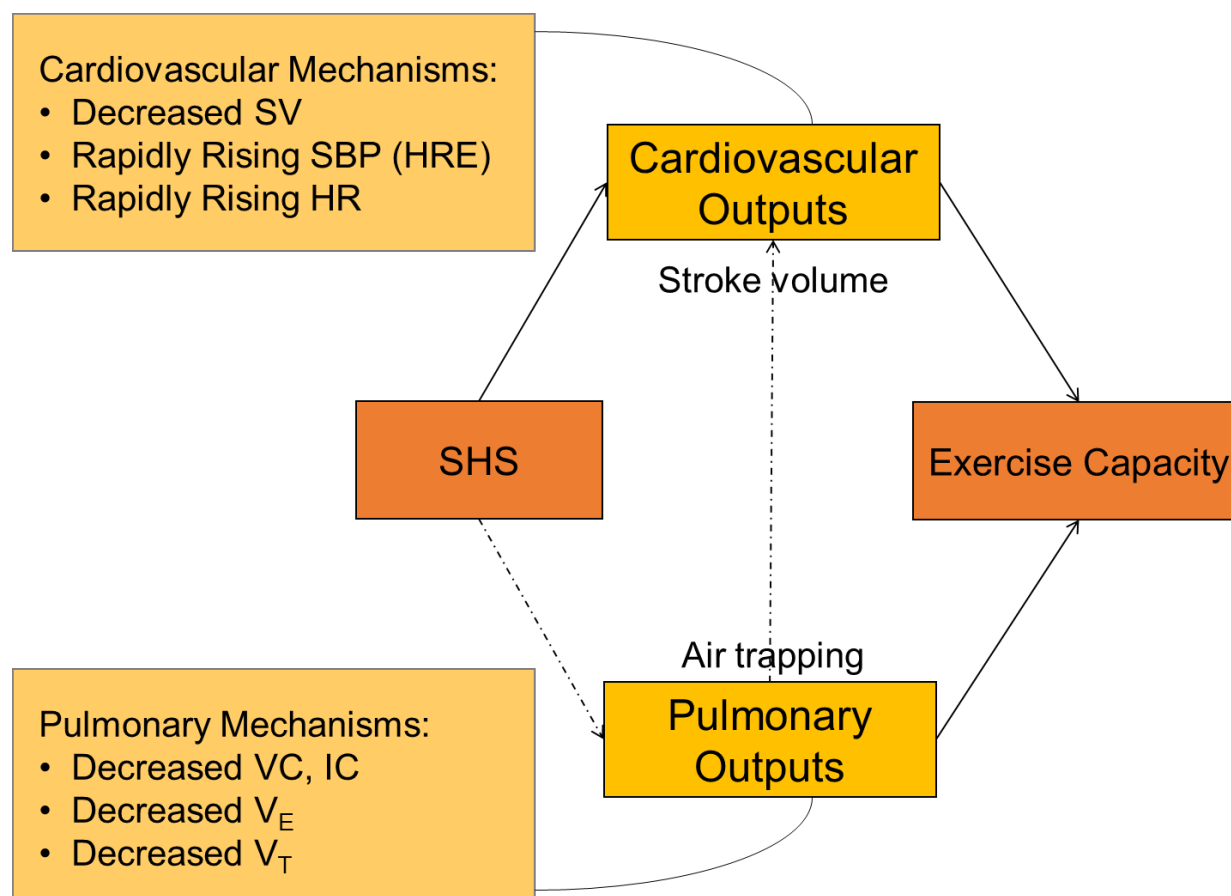 Cardiovascular Mechanisms:
• Decreased SV
• Rapidly Rising SBP (HRE)
• Rapidly Rising HR
Cardiovascular
Outputs
Stroke volume
SHS
Exercise Capacity
Air trapping
Pulmonary
Outputs
Pulmonary Mechanisms:
• Decreased VC, IC
• Decreased VE
• Decreased VT